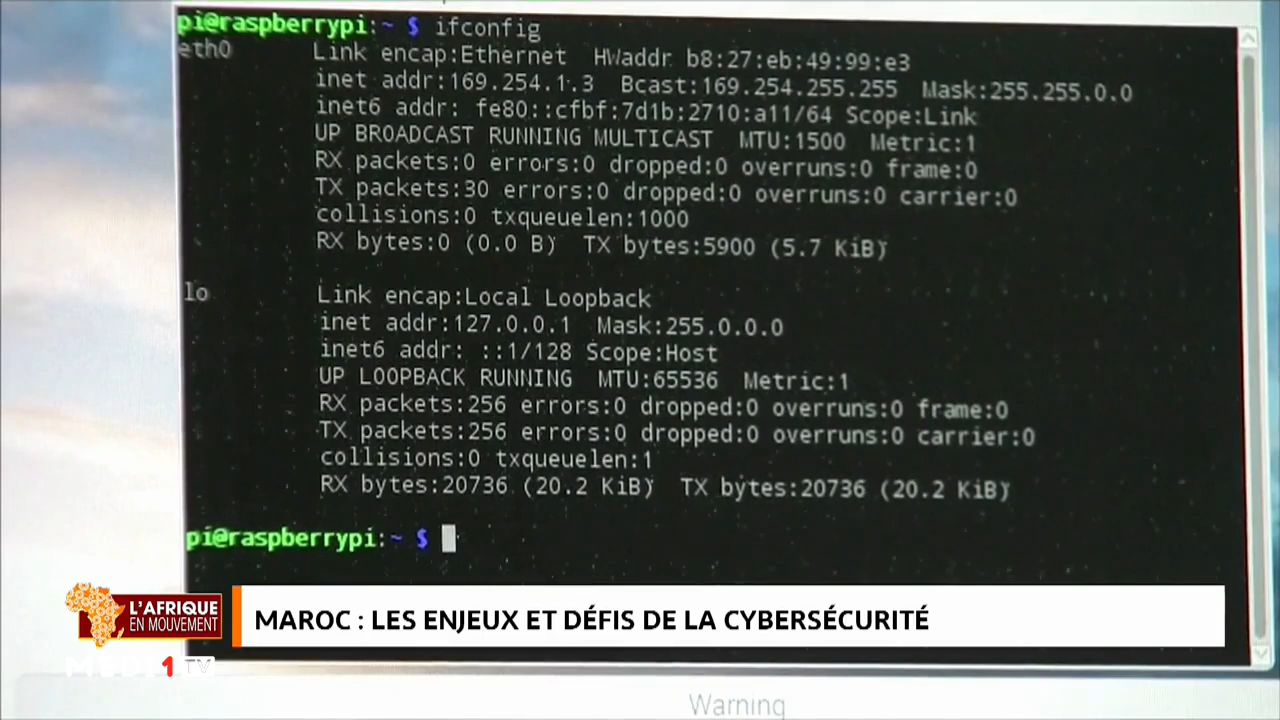 pi@raspberrypi:~ $ ifconfig
eth0 Link encap:Ethernet HWaddr b8:27:eb:49:99:e3
inet addr:169.254.1.3 Bcast:169.254.255.255 Mask:255.255.0.0
inet6 addr: fe80::cfbf:7d1b:2710:a11/64 Scope:Link
UP BROADCAST RUNNING MULTICAST MTU:1500 Metric:1
RX packets:0 errors:0 dropped:0 overruns:0 frame:0
TX packets:30 errors:0 dropped:0 overruns:0 carrier:0
collisions:0 txqueuelen:1000
RX bytes:0 (0.0 B) TX bytes:5900 (5.7 KiB)
lo Link encap:Local Loopback
inet addr:127.0.0.1 Mask:255.0.0.0
inet6 addr: ::1/128 Scope:Host
UP LOOPBACK RUNNING MTU:65536 Metric:1
RX packets:256 errors:0 dropped:0 overruns:0 frame:0
TX packets:256 errors:0 dropped:0 overruns:0 carrier:0
collisions:0 txqueuelen:1
RX bytes:20736 (20.2 KiB) TX bytes:20736 (20.2 KiB)
pi@raspberrypi:~ $
L'AFRIQUE
EN MOUVEMENT
MAROC : LES ENJEUX ET DÉFIS DE LA CYBERSÉCURITÉ
MEDI 1 TV
Warning